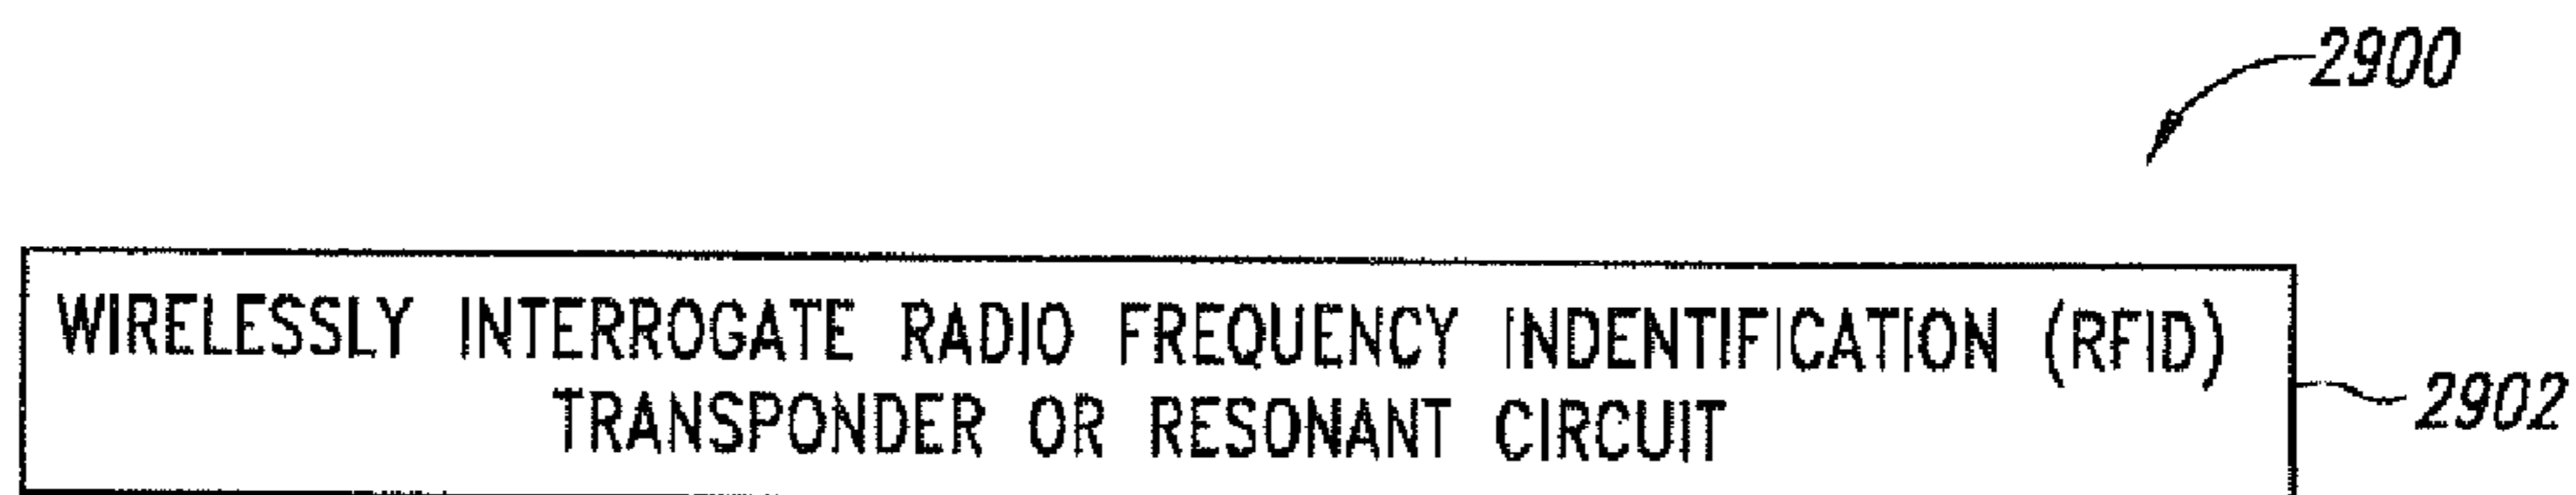 2900
WIRELESSLY INTERROGATE RADIO FREQUENCY INDENTIFICATION (RFID)
TRANSPONDER OR RESONANT CIRCUIT
2902